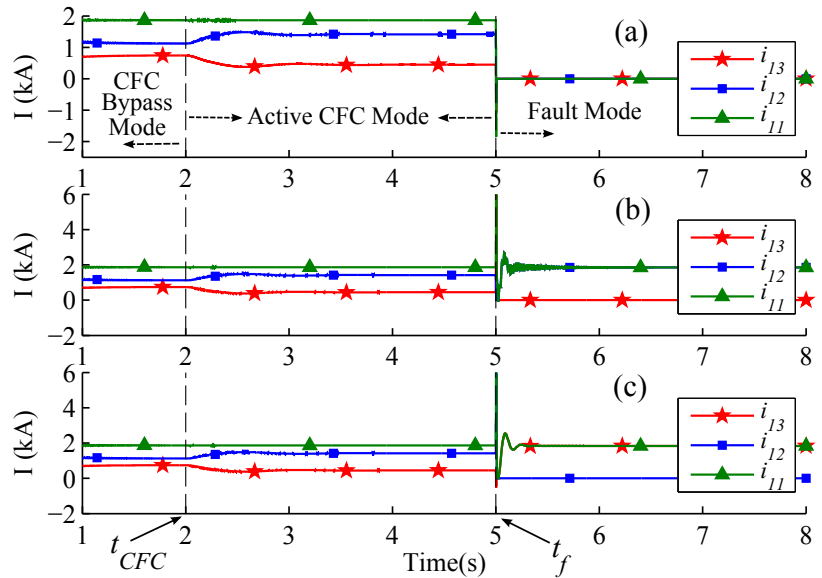 (a)
I (kA)
2
1
0
1
−2
CFC
Bypass
Mode
Active CFC Mode
Fault Mode
i13
i12
i11
1 2 3 4 5 6 7 8
(b)
I (kA)
6
4
2
0
−2
i13
i12
i11
1 2 3 4 5 6 7 8
(c)
I (kA)
6
4
2
0
−2
i13
i12
i11
1 2 3 4 5 6 7 8
tCFC
Time(s)
tf